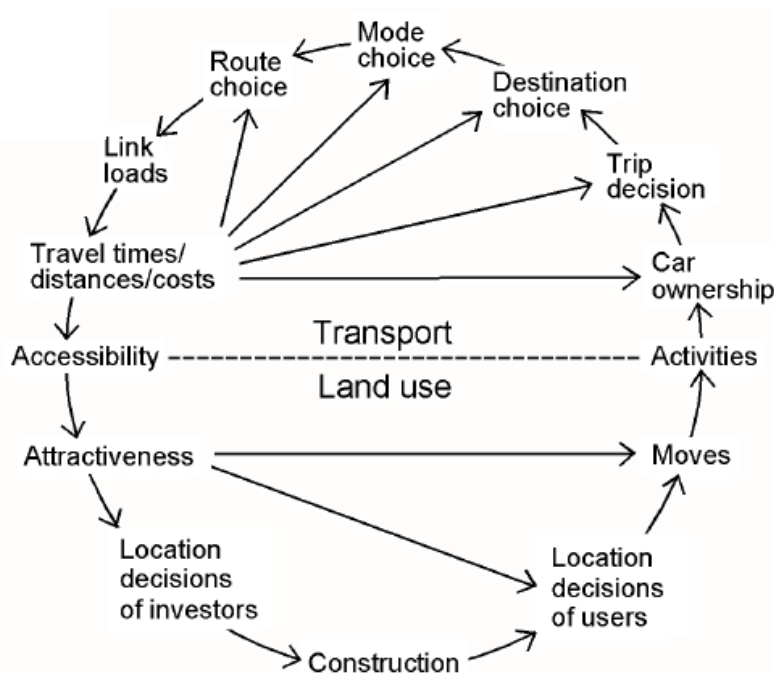 Mode
choice
Route
choice
Destination
choice
Link
loads
Trip
decision
Travel times/
distances/costs
Car
ownership
Transport
Accessibility
Activities
Land use
Attractiveness
Moves
Location
decisions
of investors
Location
decisions
of users
Construction